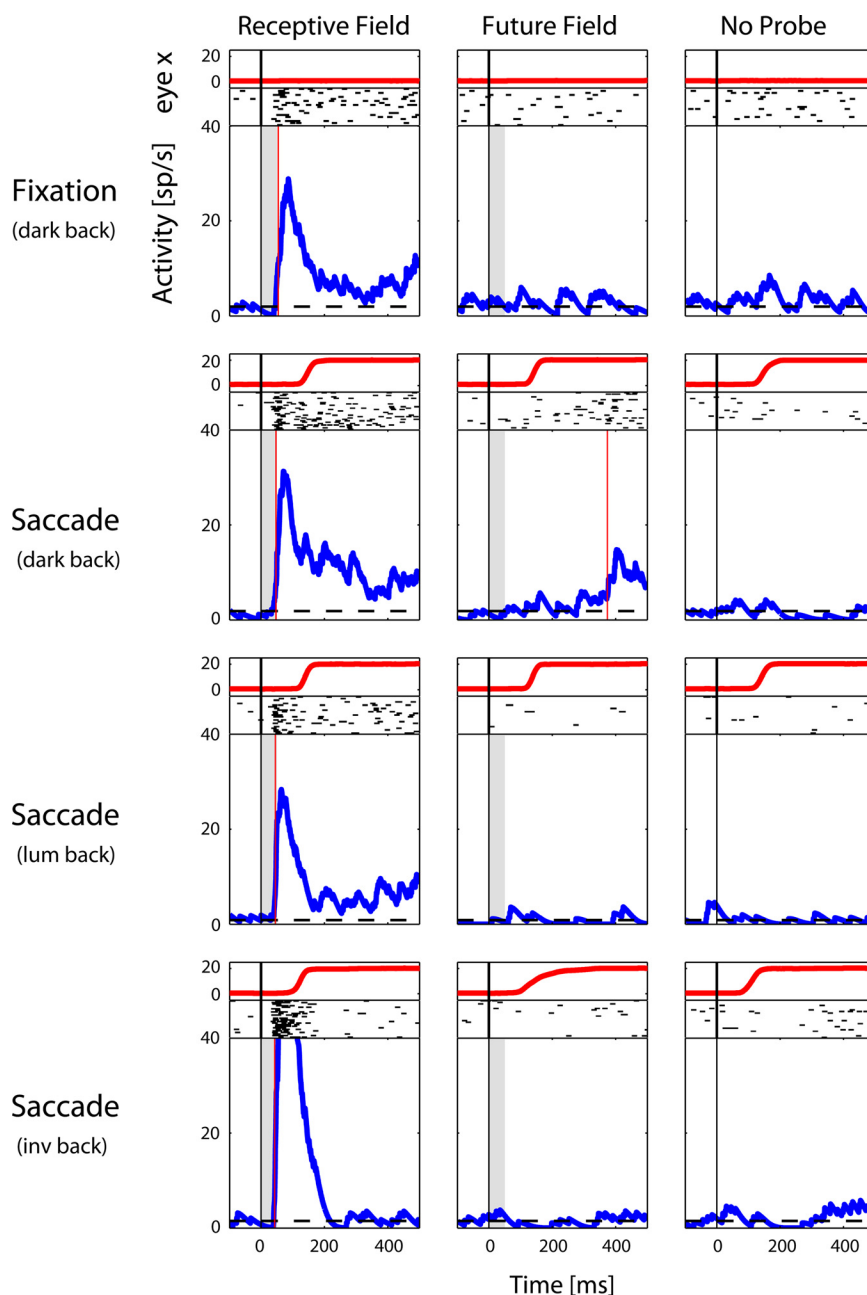 Receptive Field Future Field No Probe
eye x
20
0
40
Fixation
(dark back)
Activity [sp/s]
20
0
20
0
40
Saccade
(dark back)
20
0
20
0
40
Saccade
(lum back)
20
0
20
0
40
Saccade
(inv back)
20
0
0 200 400 0 200 400 0 200 400
Time [ms]